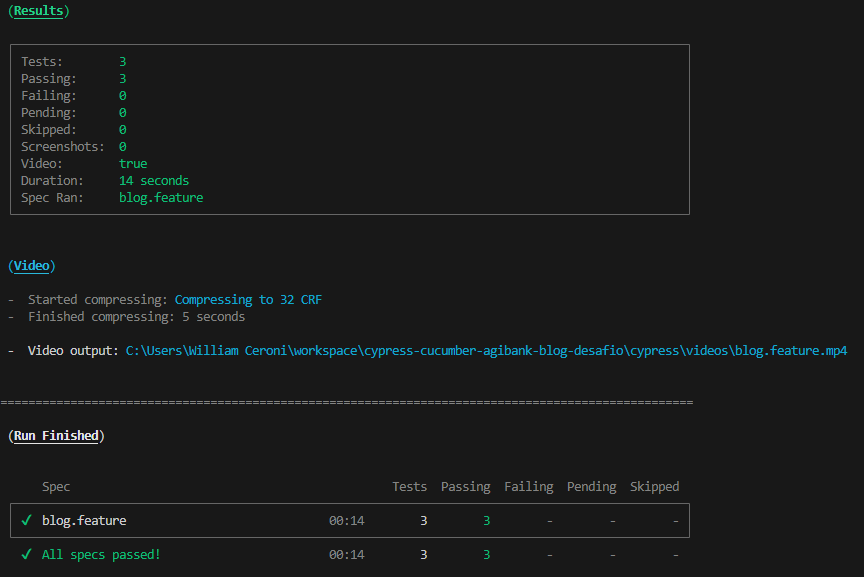 (Results)
Tests: 3
Passing: 3
Failing: 0
Pending: 0
Skipped: 0
Screenshots: 0
Video: true
Duration: 14 seconds
Spec Ran: blog.feature
(Video)
- Started compressing: Compressing to 32 CRF
- Finished compressing: 5 seconds
- Video output: C:\Users\William Ceroni\workspace\cypress-cucumber-agibank-blog-desafio\cypress\videos\blog.feature.mp4
====================================================================================================
(Run Finished)
Spec Tests Passing Failing Pending Skipped
✔ blog.feature 00:14 3 3 - - -
✔ All specs passed! 00:14 3 3 - - -